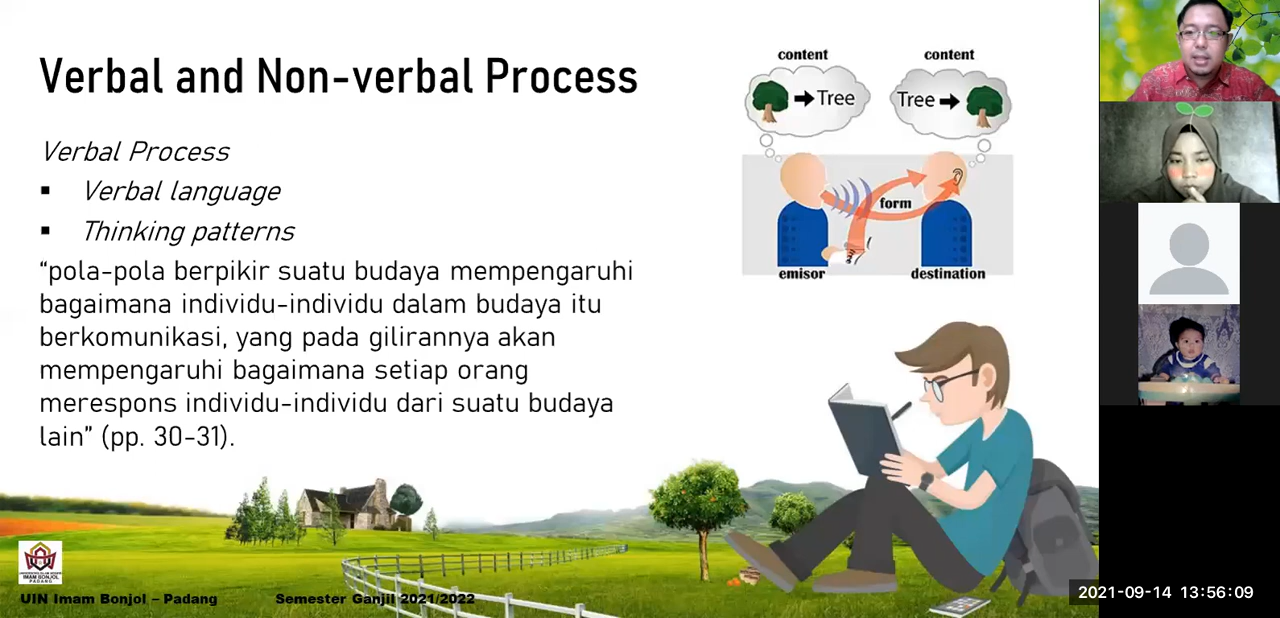 Verbal and Non-verbal Process
Verbal Process
▪ Verbal language
▪ Thinking patterns
“pola-pola berpikir suatu budaya mempengaruhi
bagaimana individu-individu dalam budaya itu
berkomunikasi, yang pada gilirannya akan
mempengaruhi bagaimana setiap orang
merespons individu-individu dari suatu budaya
lain” (pp. 30-31).
content
content
Tree
Tree
form
emisor
destination
IMAM BONJOL
PADANG
UIN Imam Bonjol – Padang
Semester Ganjil 2021/2022
2021-09-14 13:56:09